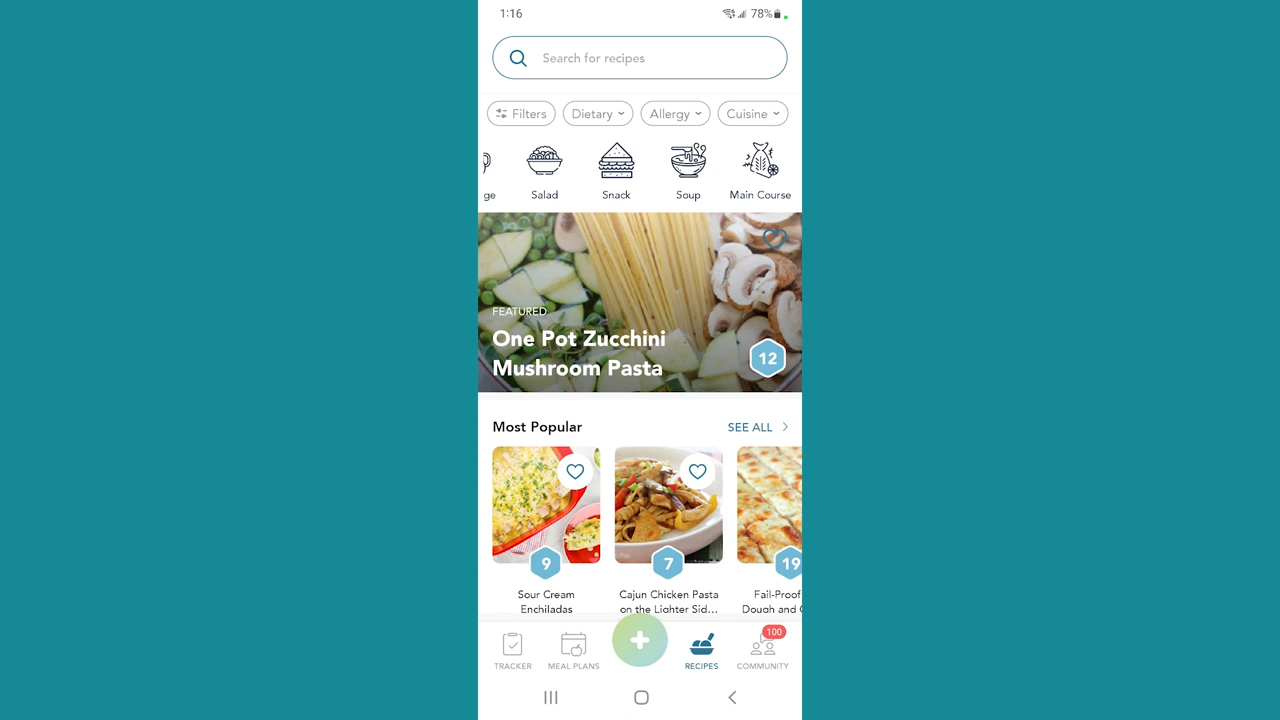 1:16
78%
Search for recipes
Filters
Dietary
Allergy
Cuisine
ge
Salad
Snack
Soup
Main Course
FEATURED
One Pot Zucchini
Mushroom Pasta
12
Most Popular
SEE ALL
9
7
19
Sour Cream
Enchiladas
Cajun Chicken Pasta
on the Lighter Sid...
Fail-Proof
Dough and
100
TRACKER
MEAL PLANS
RECIPES
COMMUNITY